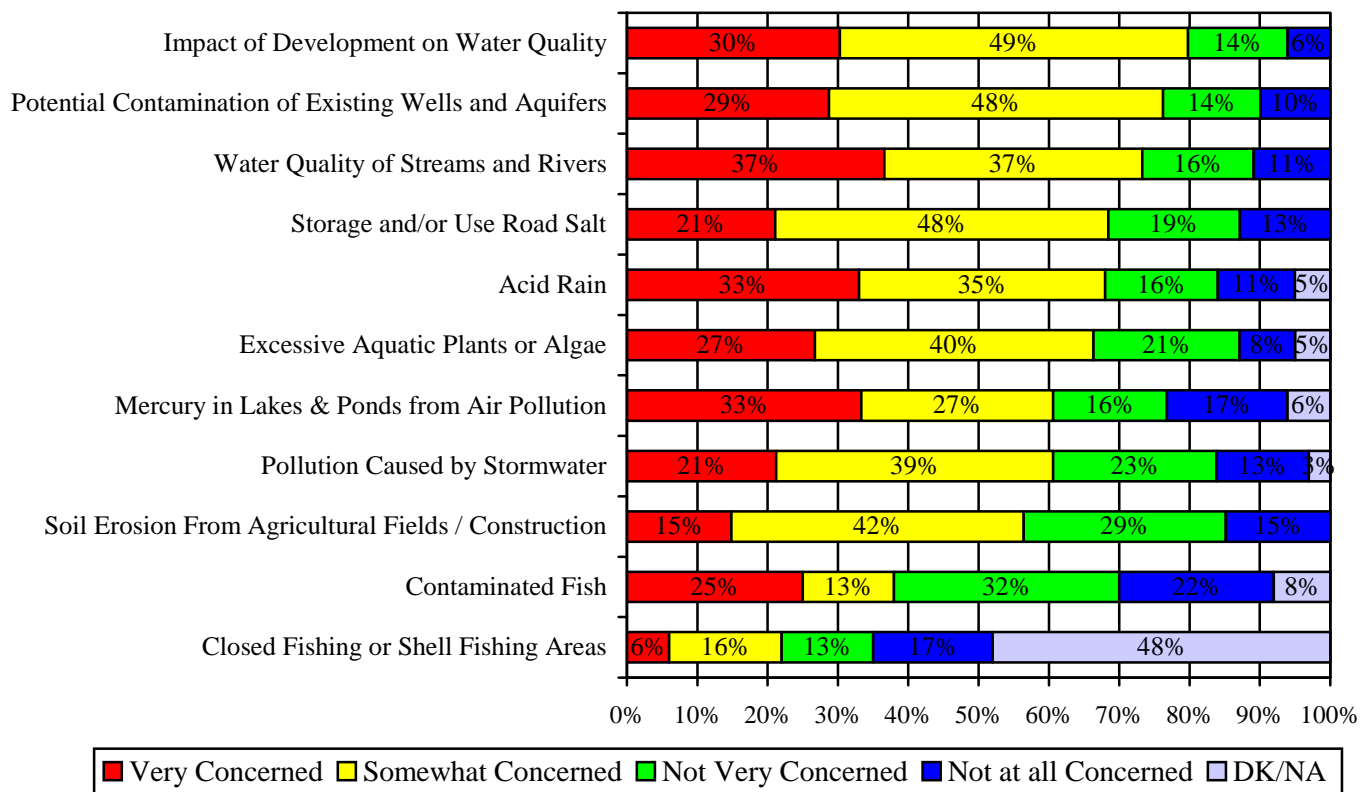 Impact of Development on Water Quality 30% 49% 14% 6%
Potential Contamination of Existing Wells and Aquifers 29% 48% 14% 10%
Water Quality of Streams and Rivers 37% 37% 16% 11%
Storage and/or Use Road Salt 21% 48% 19% 13%
Acid Rain 33% 35% 16% 11% 5%
Excessive Aquatic Plants or Algae 27% 40% 21% 8% 5%
Mercury in Lakes & Ponds from Air Pollution 33% 27% 16% 17% 6%
Pollution Caused by Stormwater 21% 39% 23% 13% 3%
Soil Erosion From Agricultural Fields / Construction 15% 42% 29% 15%
Contaminated Fish 25% 13% 32% 22% 8%
Closed Fishing or Shell Fishing Areas 6% 16% 13% 17% 48%
0% 10% 20% 30% 40% 50% 60% 70% 80% 90% 100%
Very Concerned Somewhat Concerned Not Very Concerned Not at all Concerned DK/NA